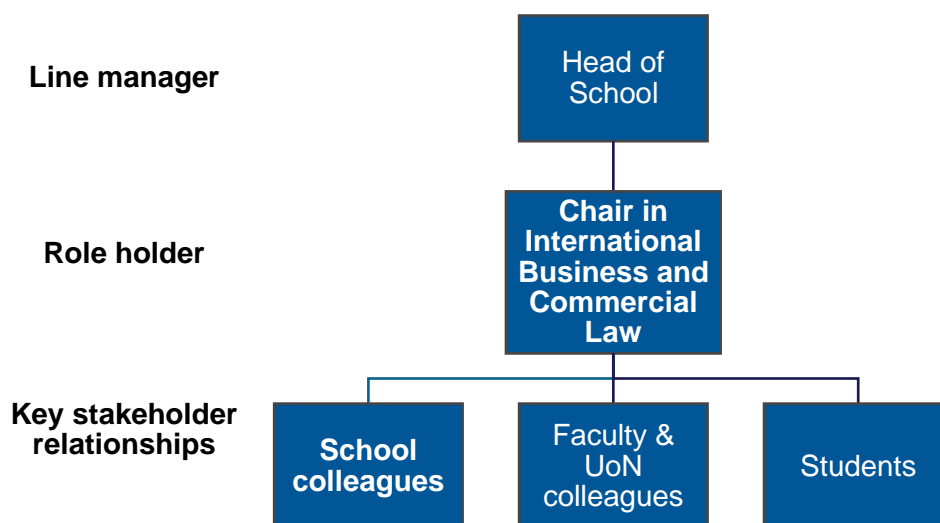 Line manager
Head of
School
Role holder
Chair in
International
Business and
Commercial
Law
Key stakeholder
relationships
School
colleagues
Faculty &
UoN
colleagues
Students